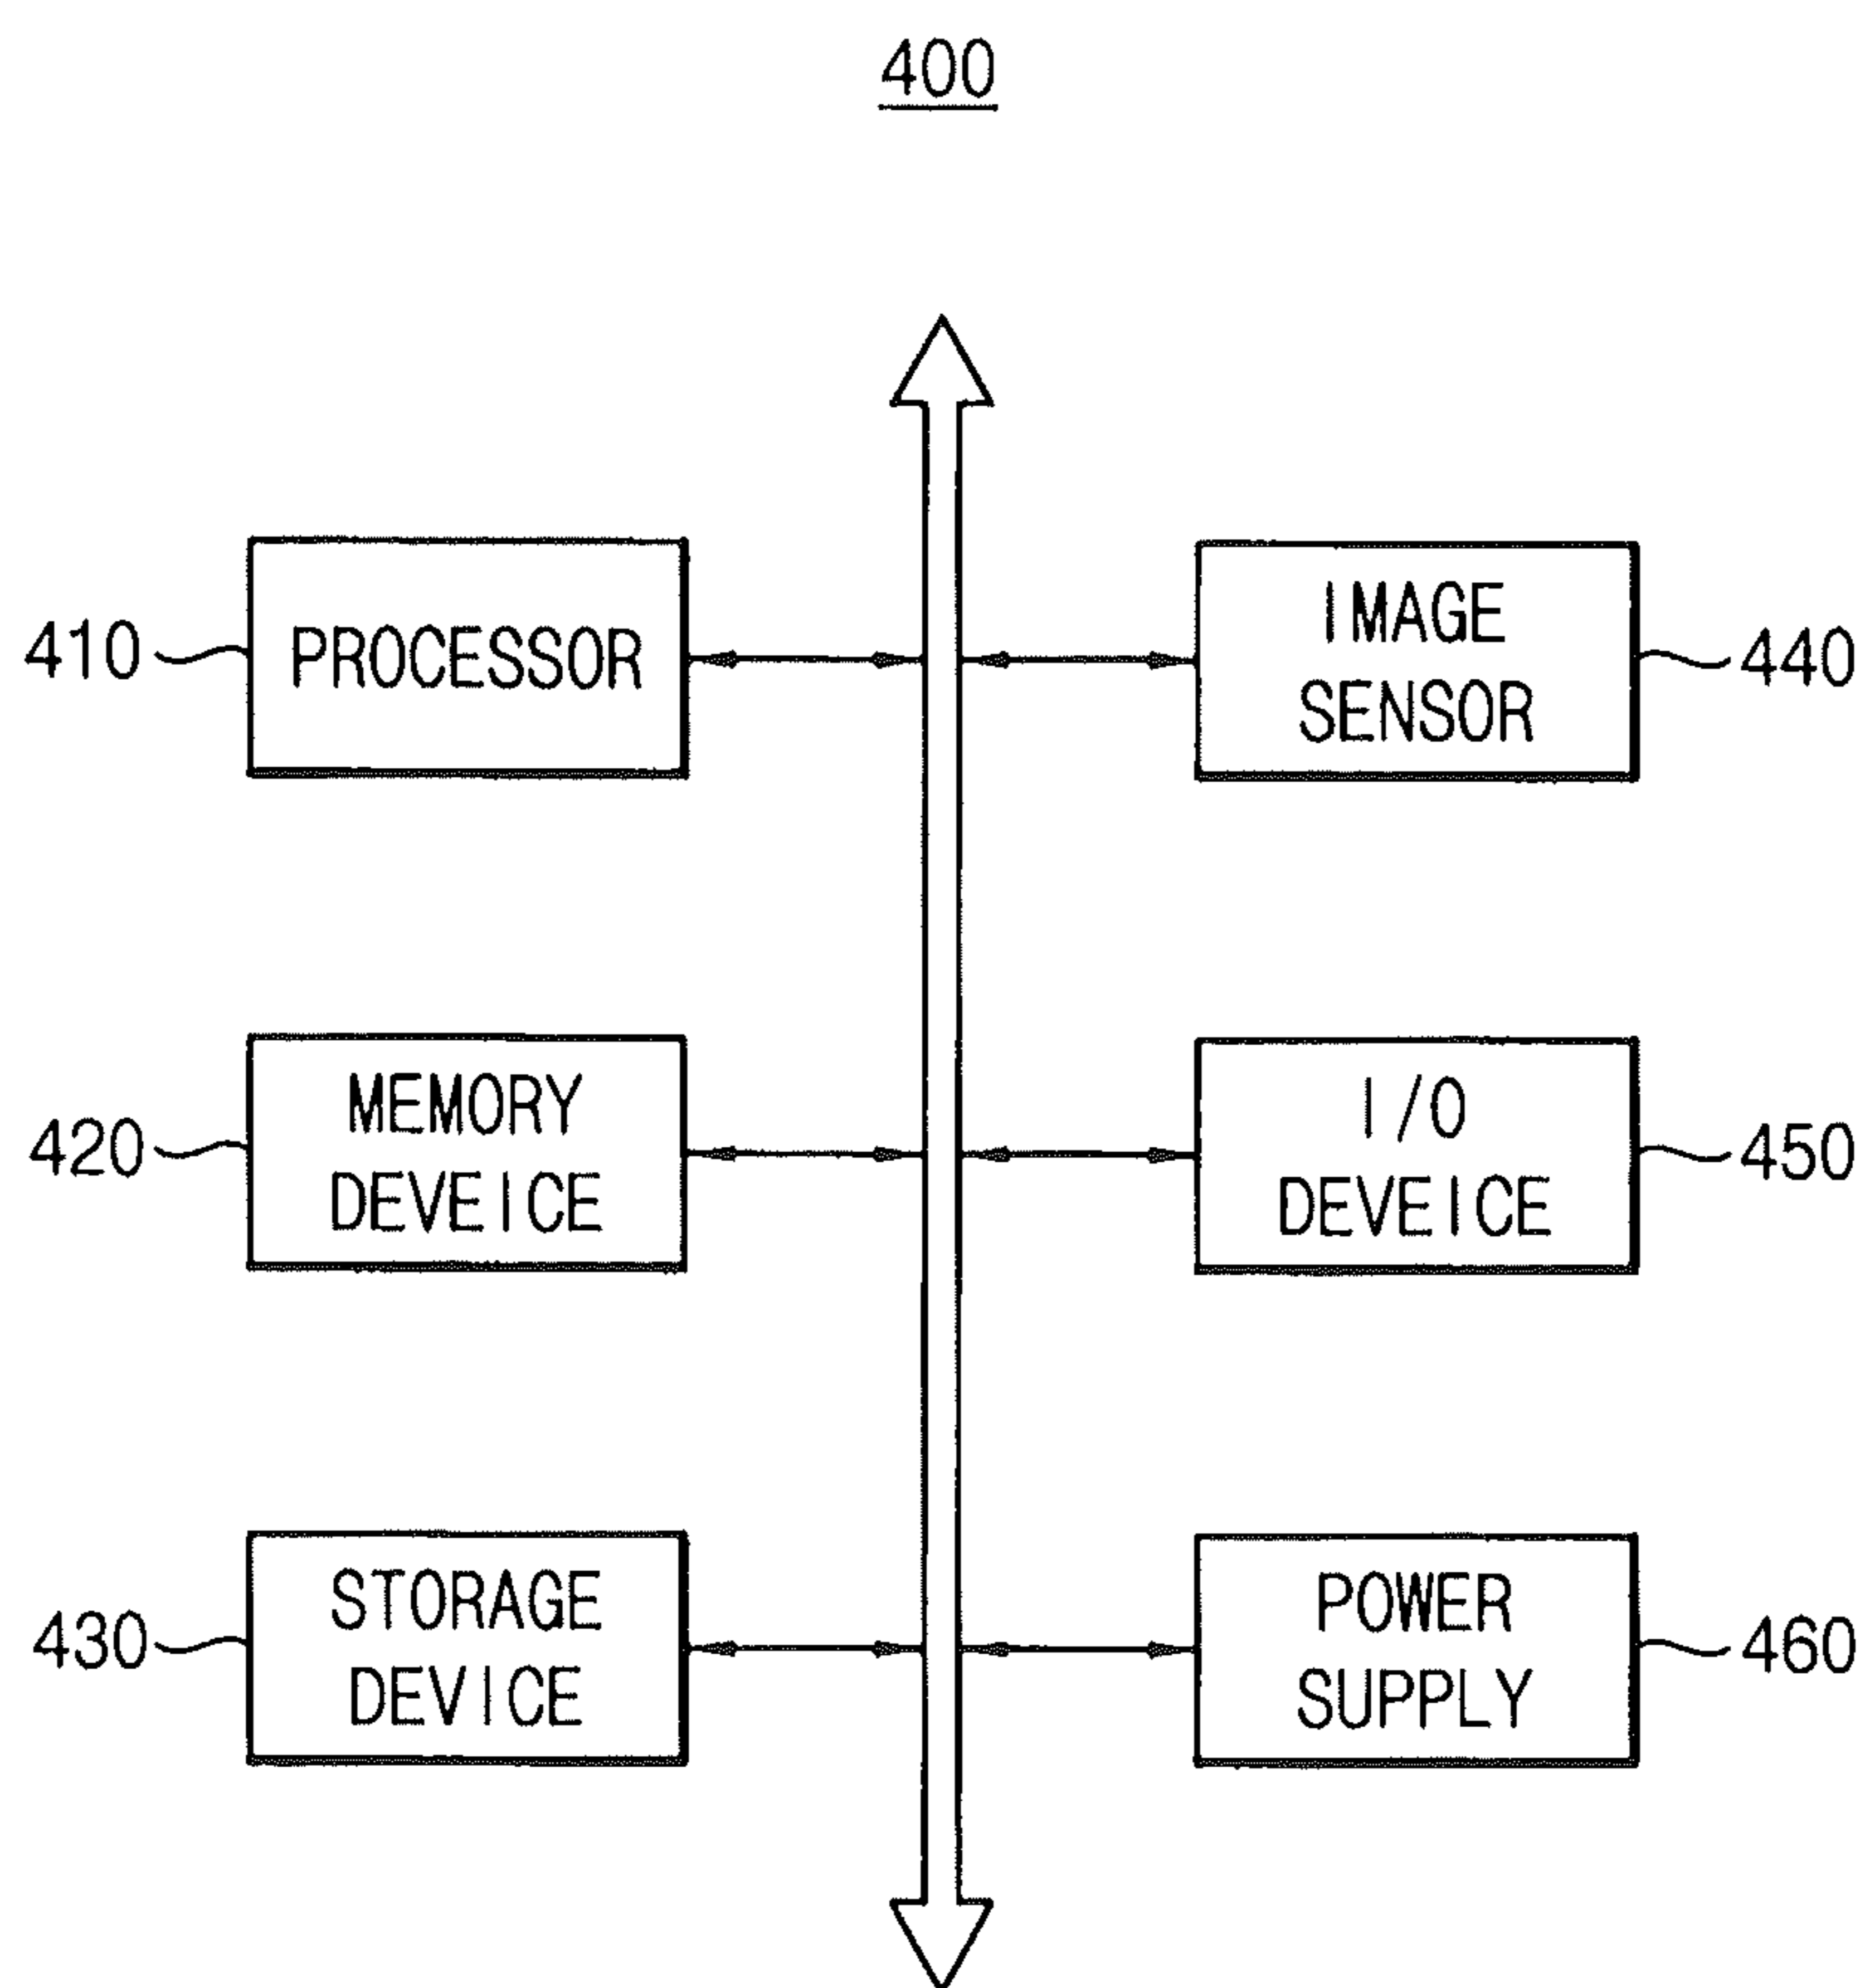 400
410
PROCESSOR
IMAGE
SENSOR
440
420
MEMORY
DEVEICE
I/O
DEVEICE
450
430
STORAGE
DEVICE
POWER
SUPPLY
460